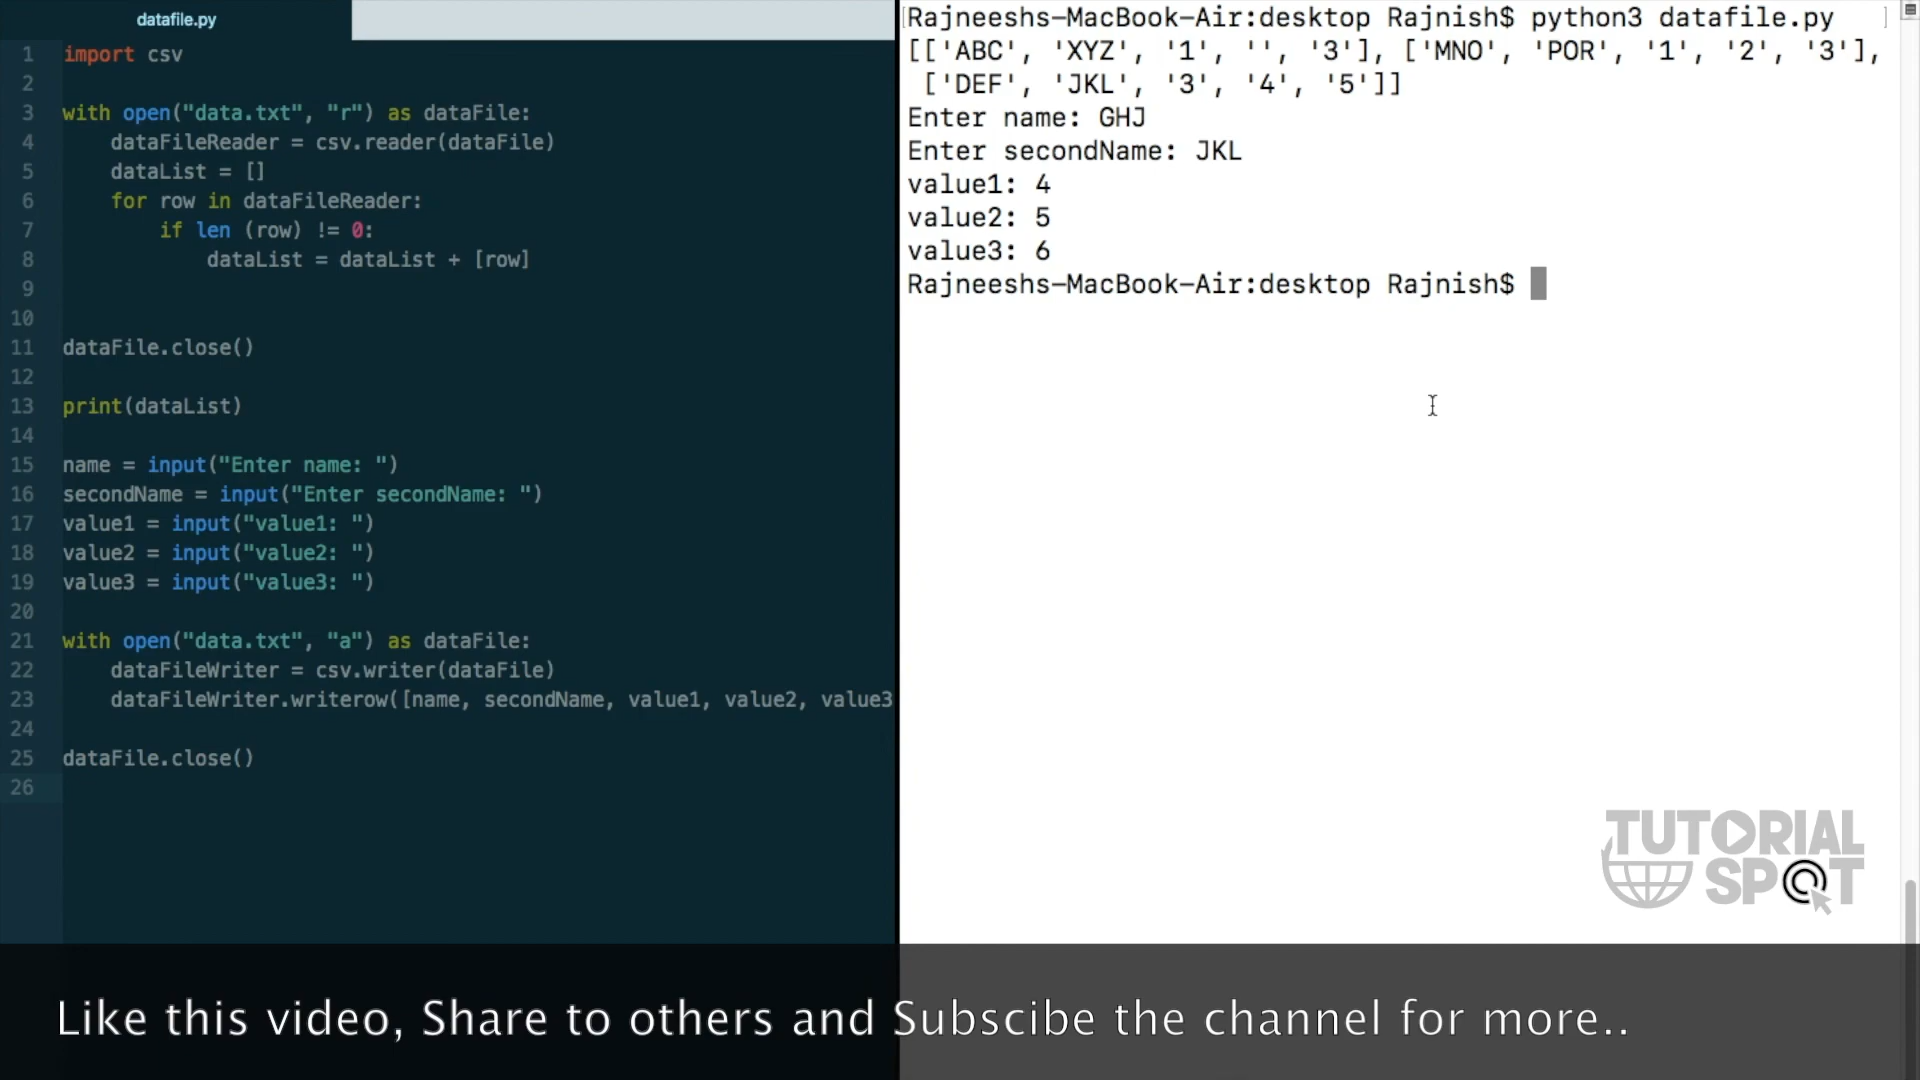 datafile.py
1 import csv
2
3 with open("data.txt", "r") as dataFile:
4 dataFileReader = csv.reader(dataFile)
5 dataList = []
6 for row in dataFileReader:
7 if len (row) != 0:
8 dataList = dataList + [row]
9
10
11 dataFile.close()
12
13 print(dataList)
14
15 name = input("Enter name: ")
16 secondName = input("Enter secondName: ")
17 value1 = input("value1: ")
18 value2 = input("value2: ")
19 value3 = input("value3: ")
20
21 with open("data.txt", "a") as dataFile:
22 dataFileWriter = csv.writer(dataFile)
23 dataFileWriter.writerow([name, secondName, value1, value2, value3
24
25 dataFile.close()
26
[Rajneeshs-MacBook-Air:desktop Rajnish$ python3 datafile.py ]
[['ABC', 'XYZ', '1', '', '3'], ['MNO', 'POR', '1', '2', '3'],
['DEF', 'JKL', '3', '4', '5']]
Enter name: GHJ
Enter secondName: JKL
value1: 4
value2: 5
value3: 6
Rajneeshs-MacBook-Air:desktop Rajnish$
TUTORIAL
SPOT
Like this video, Share to others and Subscibe the channel for more..